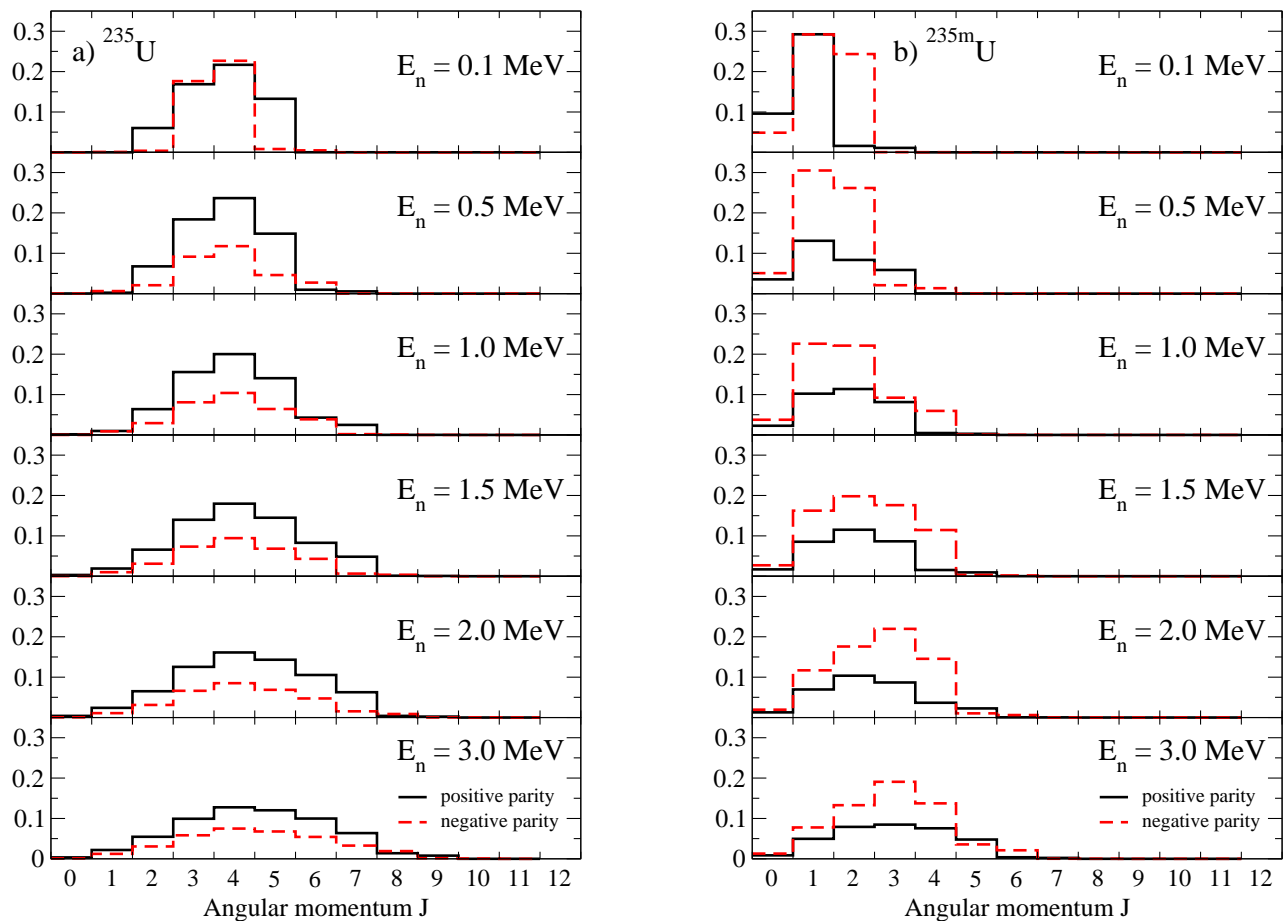 a) ²³⁵U
0.3
0.2
0.1
Eₙ = 0.1 MeV
0.3
0.2
0.1
Eₙ = 0.5 MeV
0.3
0.2
0.1
Eₙ = 1.0 MeV
0.3
0.2
0.1
Eₙ = 1.5 MeV
0.3
0.2
0.1
Eₙ = 2.0 MeV
0.3
0.2
0.1
0
Eₙ = 3.0 MeV
positive parity
negative parity
0 1 2 3 4 5 6 7 8 9 10 11 12
Angular momentum J
b) ²³⁵ᵐU
0.3
0.2
0.1
Eₙ = 0.1 MeV
0.3
0.2
0.1
Eₙ = 0.5 MeV
0.3
0.2
0.1
Eₙ = 1.0 MeV
0.3
0.2
0.1
Eₙ = 1.5 MeV
0.3
0.2
0.1
Eₙ = 2.0 MeV
0.3
0.2
0.1
0
Eₙ = 3.0 MeV
positive parity
negative parity
0 1 2 3 4 5 6 7 8 9 10 11 12
Angular momentum J